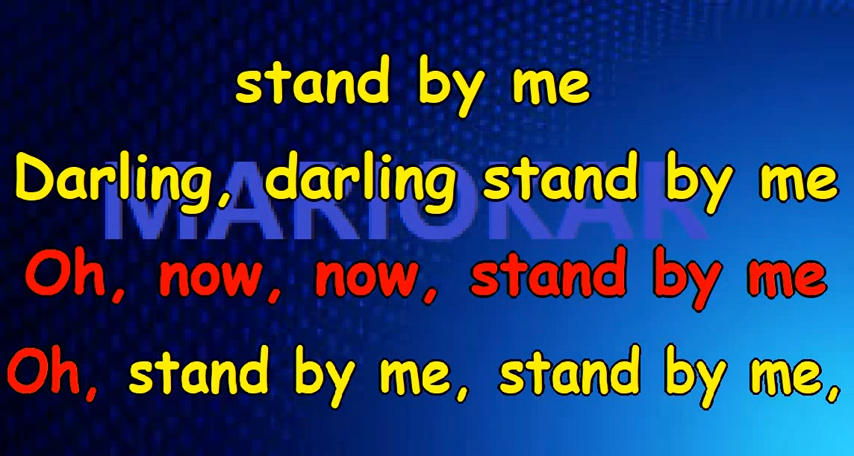 stand by me
Darling, darling stand by me
MARIOKAR
Oh, now, now, stand by me
Oh, stand by me, stand by me,